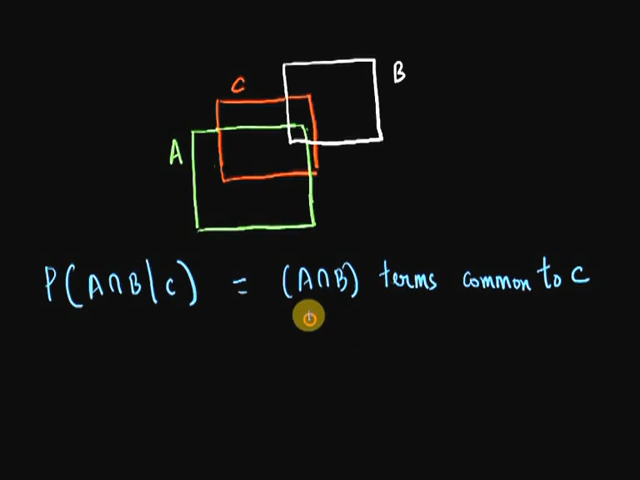 C
B
A
P(A∩B|C) = (A∩B) terms common to C